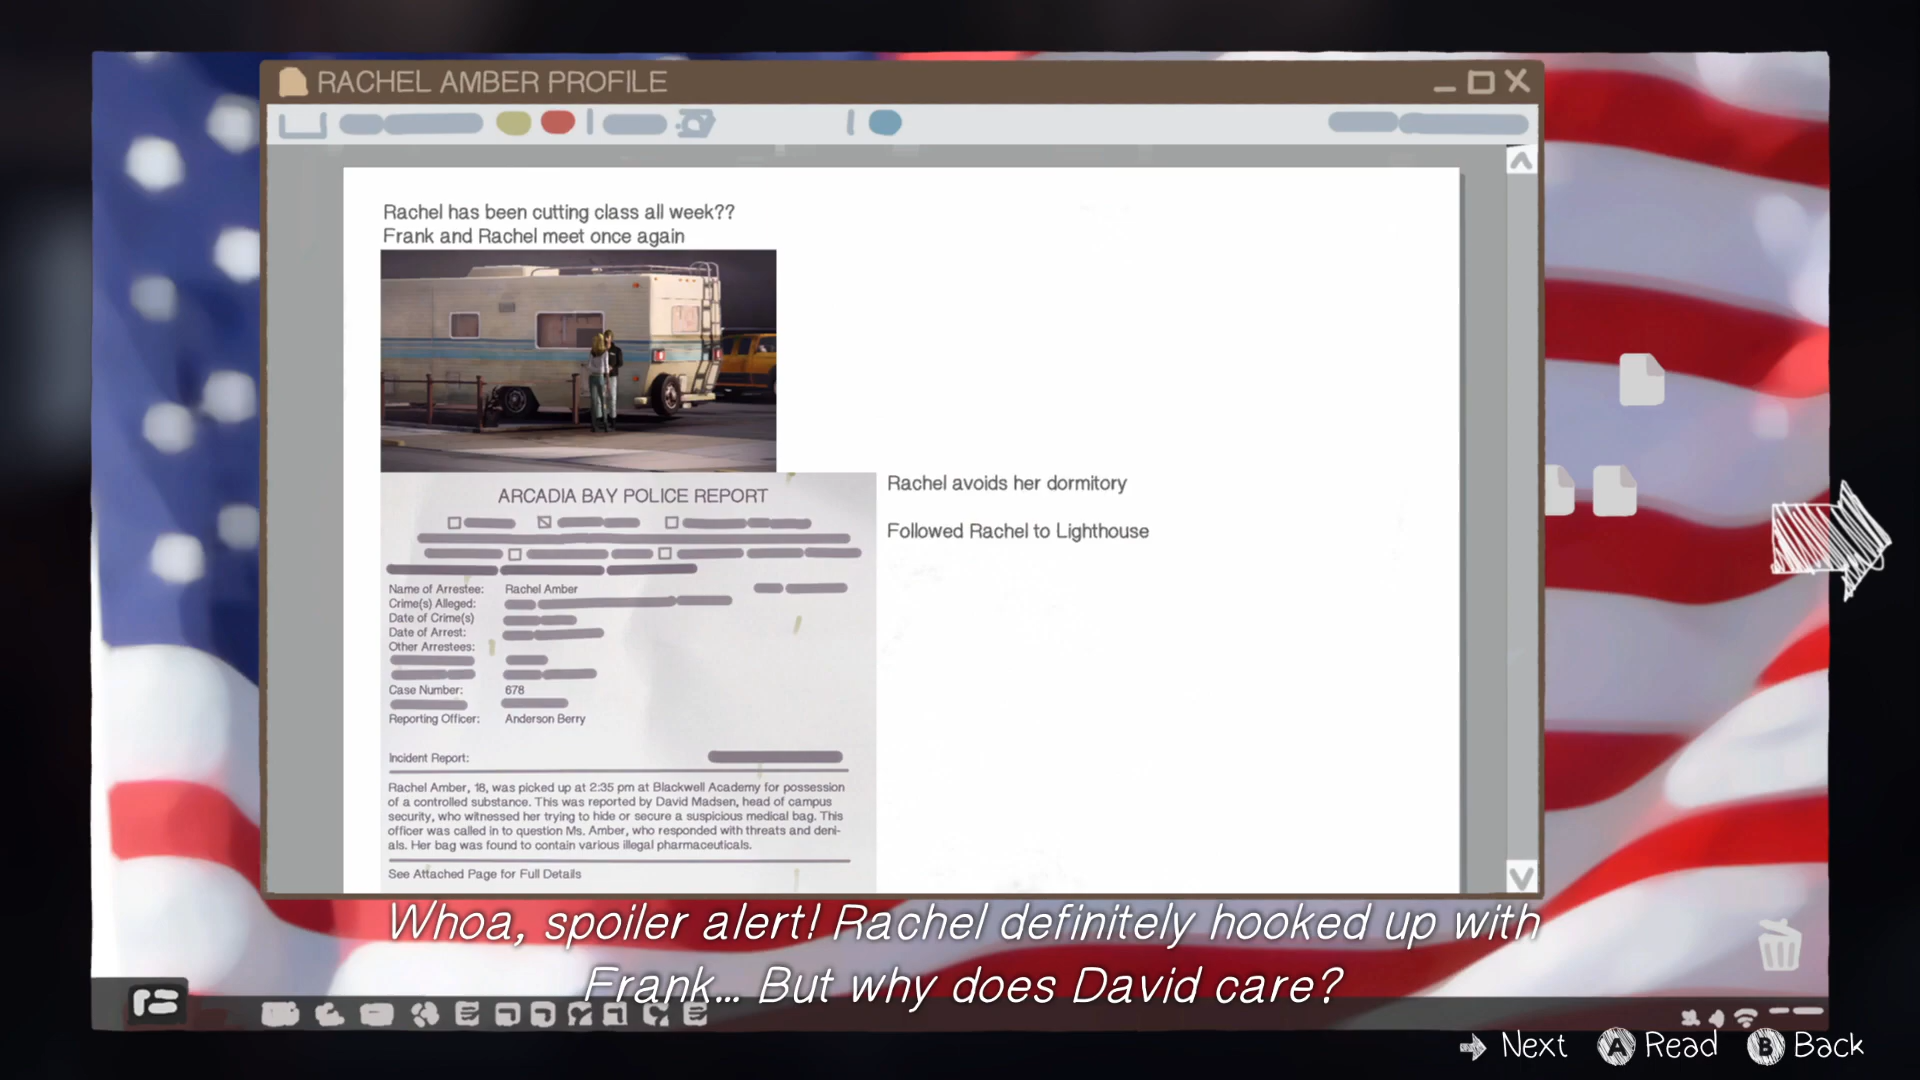 RACHEL AMBER PROFILE
Rachel has been cutting class all week??
Frank and Rachel meet once again
ARCADIA BAY POLICE REPORT
Name of Arrestee: Rachel Amber
Crime(s) Alleged:
Date of Crime(s)
Date of Arrest:
Other Arrestees:
Case Number: 678
Reporting Officer: Anderson Berry
Incident Report:
Rachel Amber, 18, was picked up at 2:35 pm at Blackwell Academy for possession
of a controlled substance. This was reported by David Madsen, head of campus
security, who witnessed her trying to hide or secure a suspicious medical bag. This
officer was called in to question Ms. Amber, who responded with threats and deni-
als. Her bag was found to contain various illegal pharmaceuticals.
See Attached Page for Full Details
Rachel avoids her dormitory
Followed Rachel to Lighthouse
Whoa, spoiler alert! Rachel definitely hooked up with
Frank... But why does David care?
Next A Read B Back